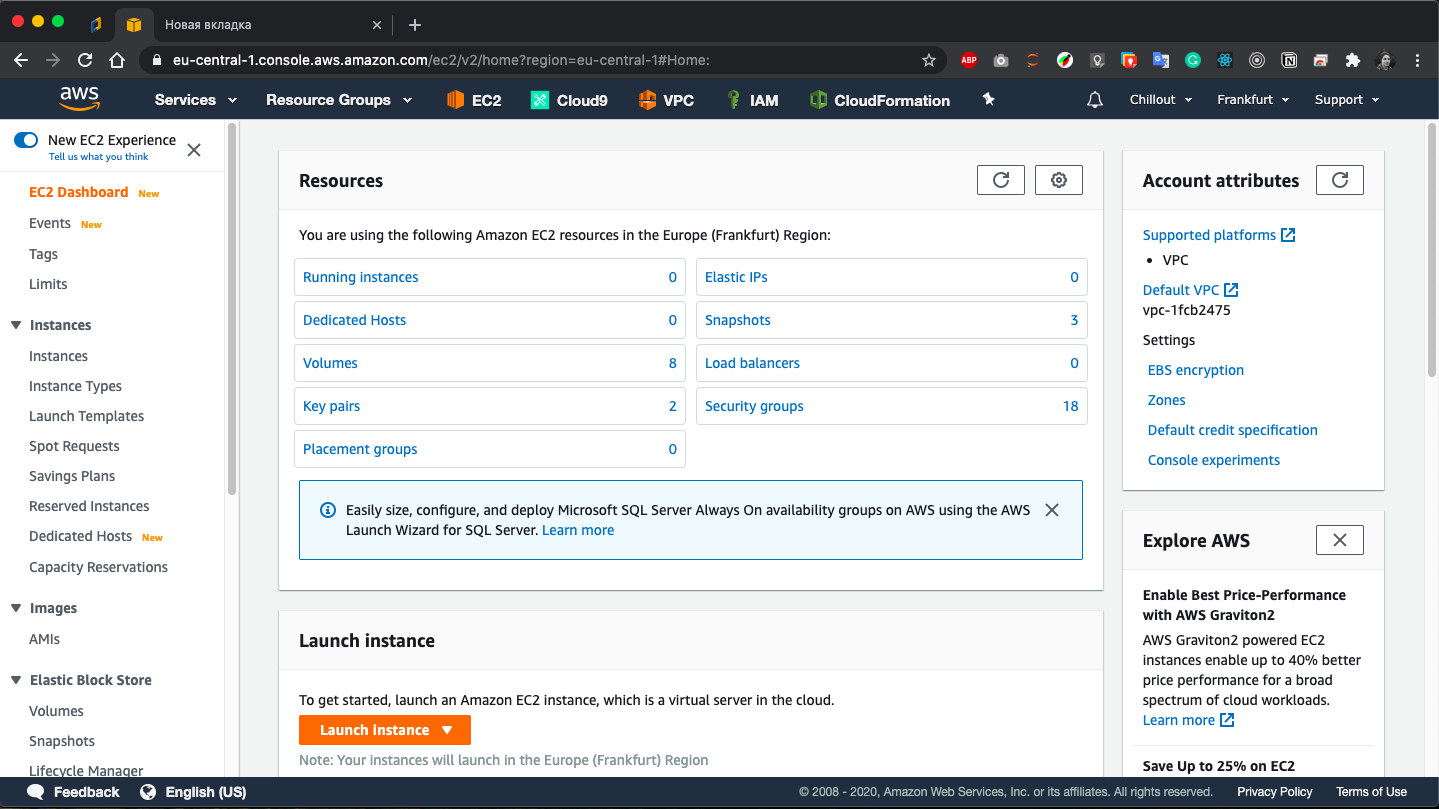 Новая вкладка
eu-central-1.console.aws.amazon.com/ec2/v2/home?region=eu-central-1#Home:
ABP
aws
Services
Resource Groups
EC2
Cloud9
VPC
IAM
CloudFormation
Chillout
Frankfurt
Support
New EC2 Experience
Tell us what you think
EC2 Dashboard New
Events New
Tags
Limits
Instances
Instances
Instance Types
Launch Templates
Spot Requests
Savings Plans
Reserved Instances
Dedicated Hosts New
Capacity Reservations
Images
AMIs
Elastic Block Store
Volumes
Snapshots
Lifecycle Manager
Resources
You are using the following Amazon EC2 resources in the Europe (Frankfurt) Region:
Running instances 0
Elastic IPs 0
Dedicated Hosts 0
Snapshots 3
Volumes 8
Load balancers 0
Key pairs 2
Security groups 18
Placement groups 0
Easily size, configure, and deploy Microsoft SQL Server Always On availability groups on AWS using the AWS
Launch Wizard for SQL Server. Learn more
Launch instance
To get started, launch an Amazon EC2 instance, which is a virtual server in the cloud.
Launch instance
Note: Your instances will launch in the Europe (Frankfurt) Region
Account attributes
Supported platforms
• VPC
Default VPC
vpc-1fcb2475
Settings
EBS encryption
Zones
Default credit specification
Console experiments
Explore AWS
Enable Best Price-Performance
with AWS Graviton2
AWS Graviton2 powered EC2
instances enable up to 40% better
price performance for a broad
spectrum of cloud workloads.
Learn more
Save Up to 25% on EC2
Feedback
English (US)
© 2008 - 2020, Amazon Web Services, Inc. or its affiliates. All rights reserved.
Privacy Policy
Terms of Use